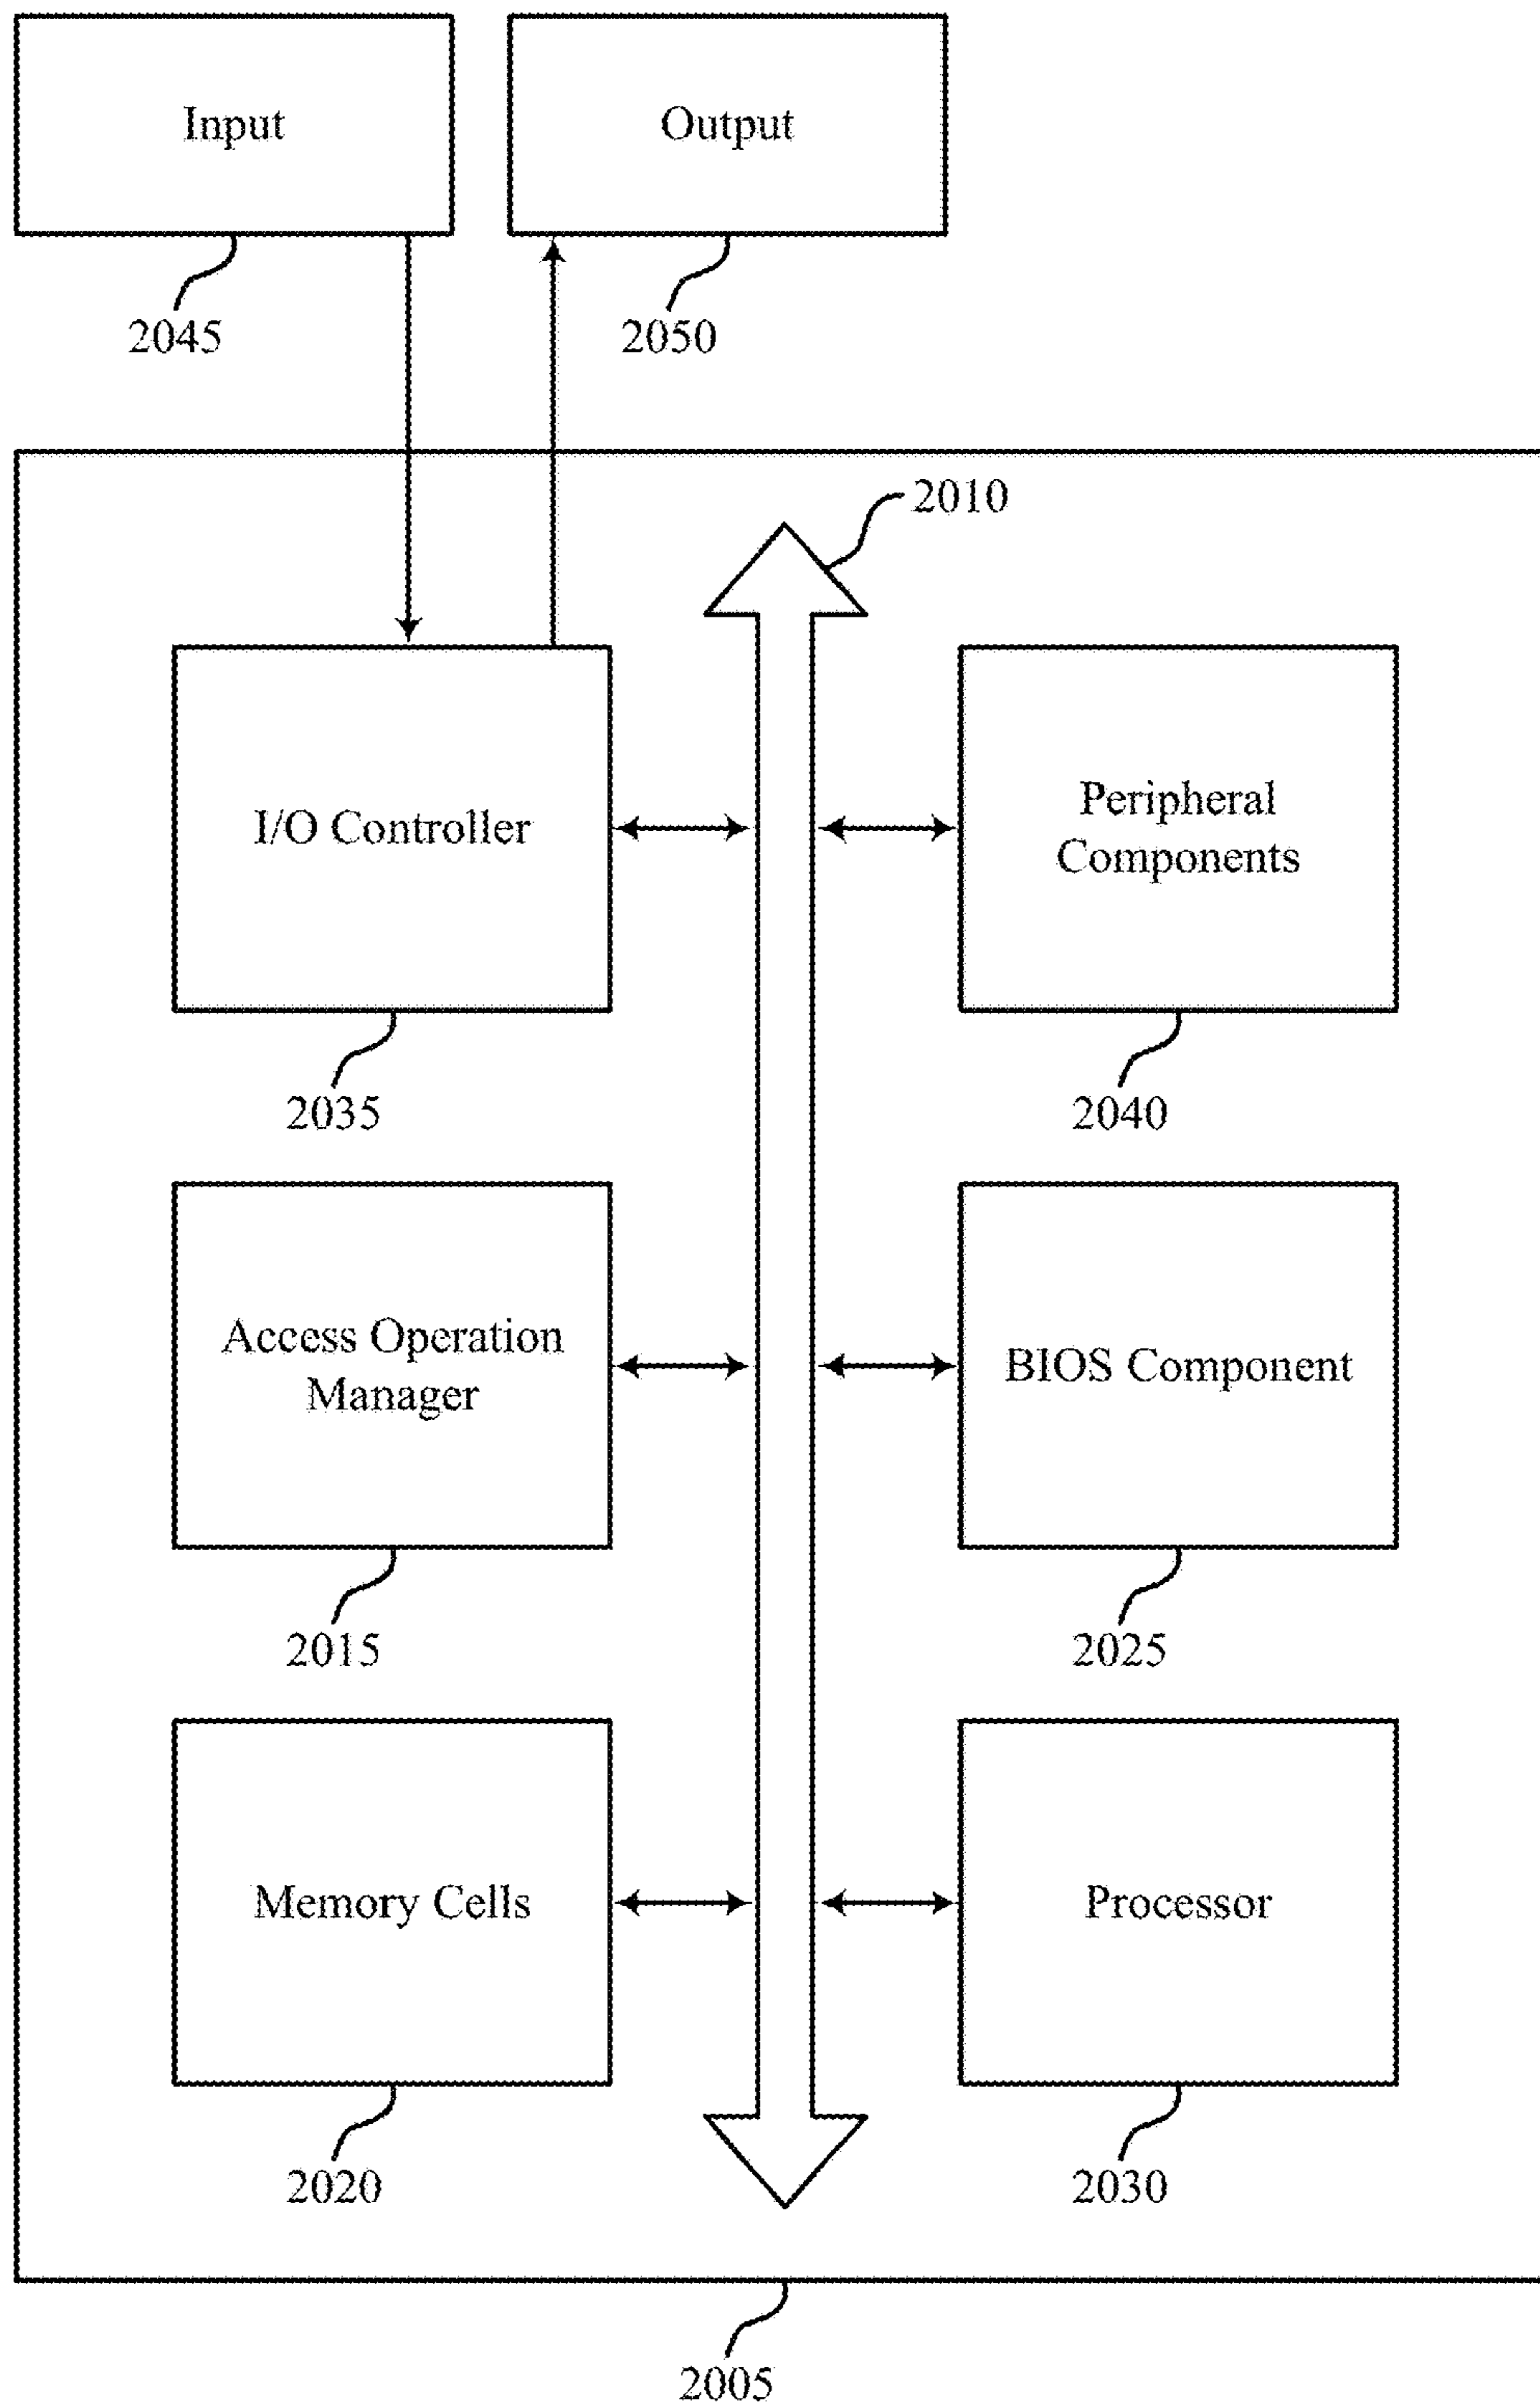 Input
Output
2045
2050
2010
I/O Controller
Peripheral
Components
2035
2040
Access Operation
Manager
BIOS Component
2015
2025
Memory Cells
Processor
2020
2030
2005